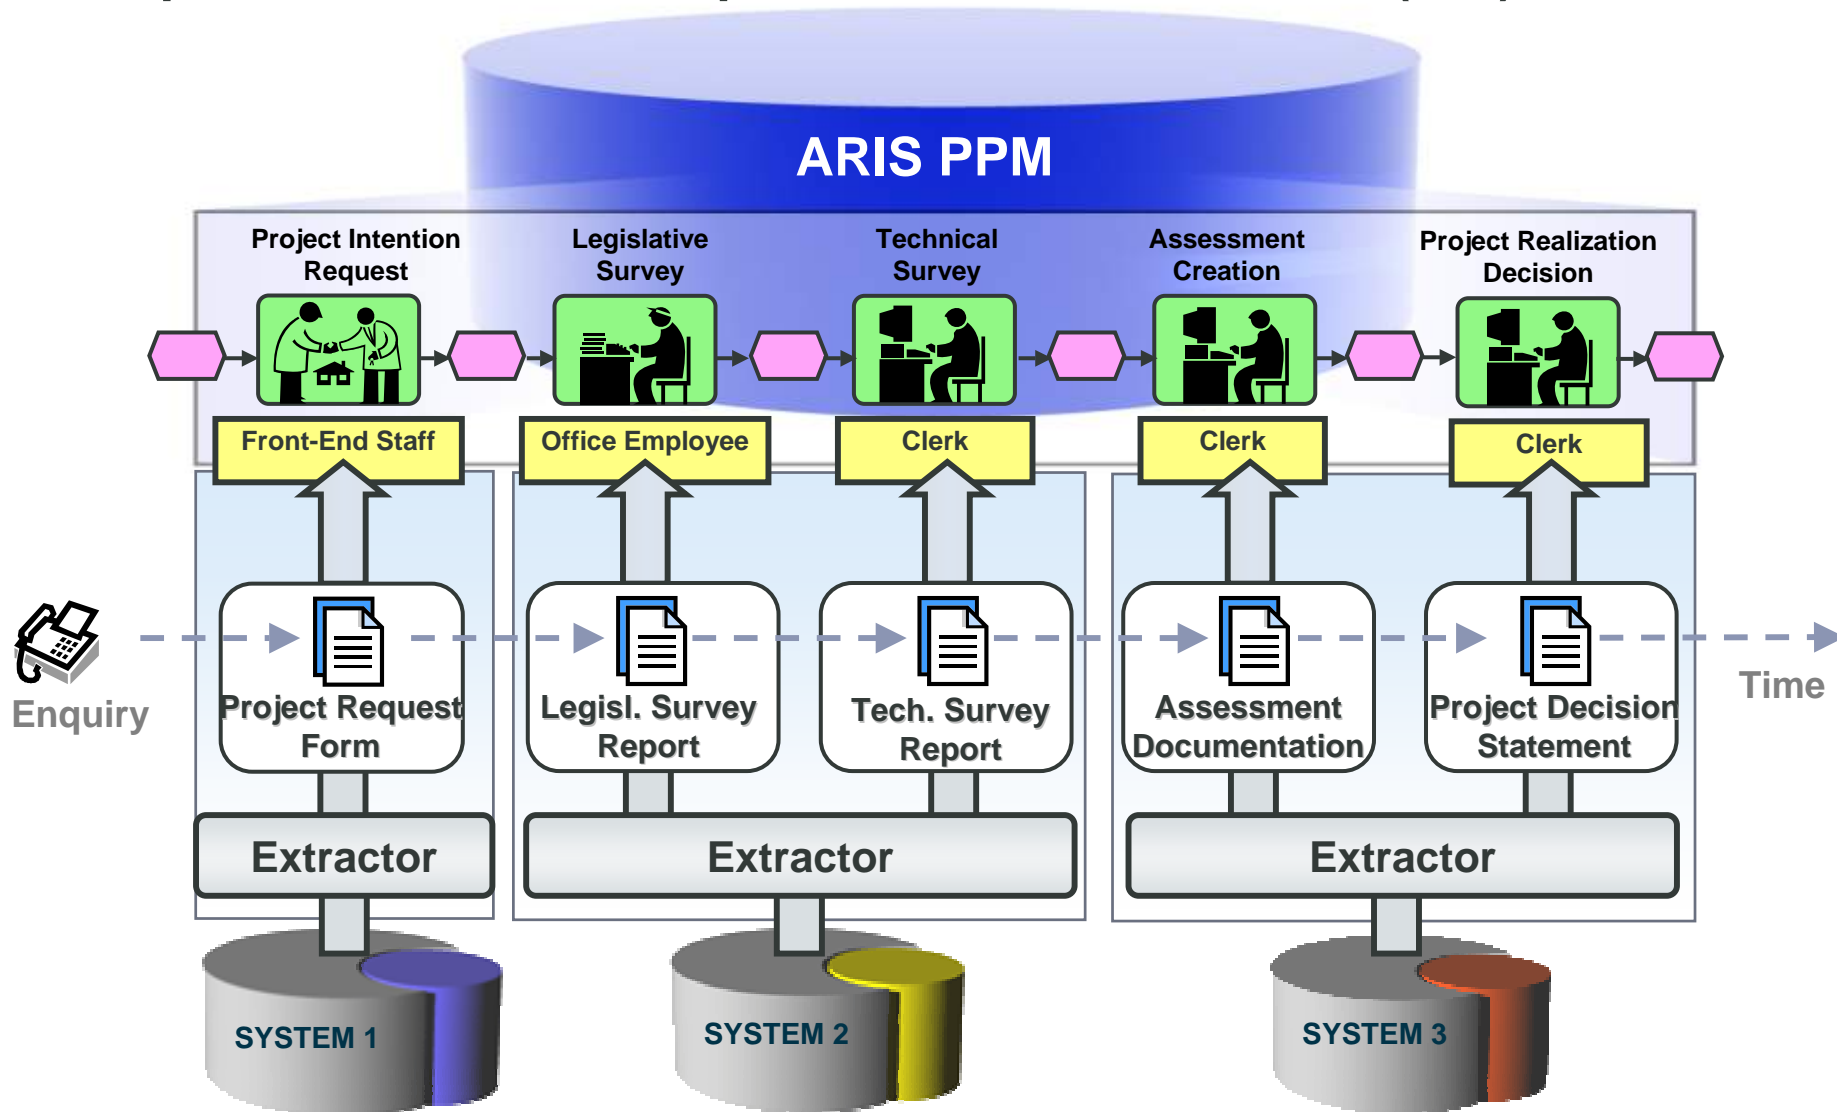 ARIS PPM
Project Intention
Request
Legislative
Survey
Technical
Survey
Assessment
Creation
Project Realization
Decision
Front-End Staff
Office Employee
Clerk
Clerk
Clerk
Enquiry
Project Request
Form
Legisl. Survey
Report
Tech. Survey
Report
Assessment
Documentation
Project Decision
Statement
Time
Extractor
Extractor
Extractor
SYSTEM 1
SYSTEM 2
SYSTEM 3